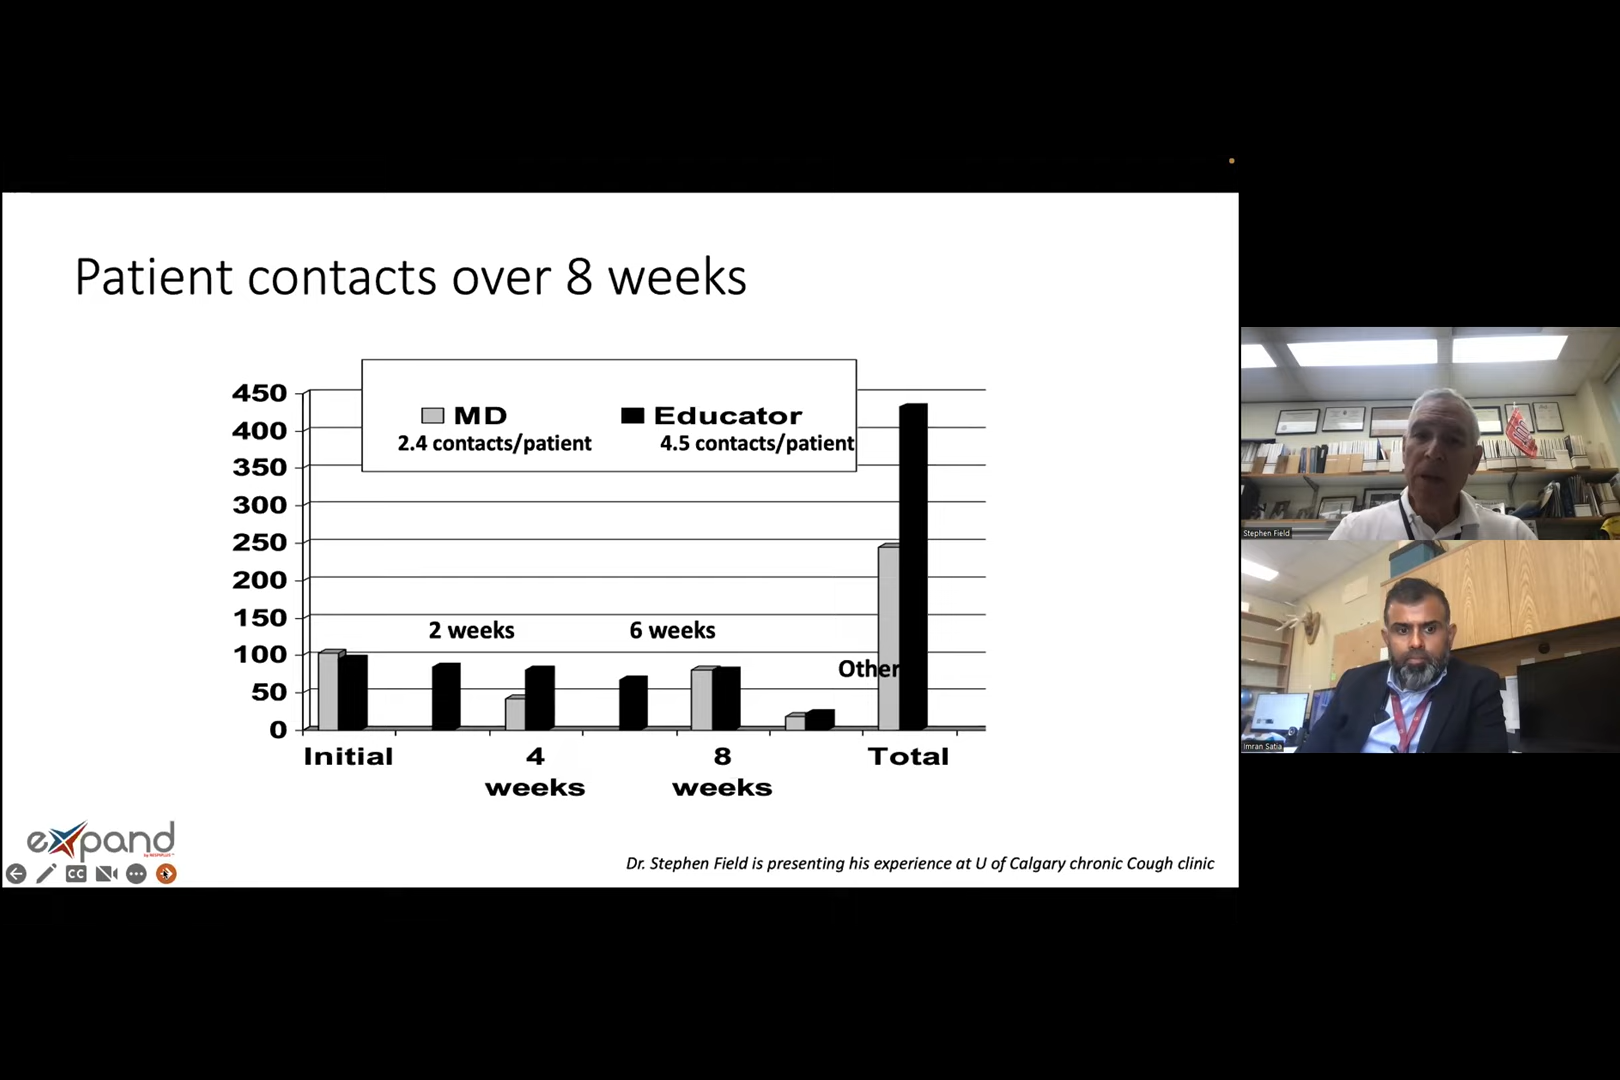 Patient contacts over 8 weeks
450
400
350
300
250
200
150
100
50
0
MD
Educator
2.4 contacts/patient
4.5 contacts/patient
2 weeks
6 weeks
Other
Initial
4 weeks
8 weeks
Total
expand
Dr. Stephen Field is presenting his experience at U of Calgary chronic Cough clinic
CC
Stephen Field
Imran Satia